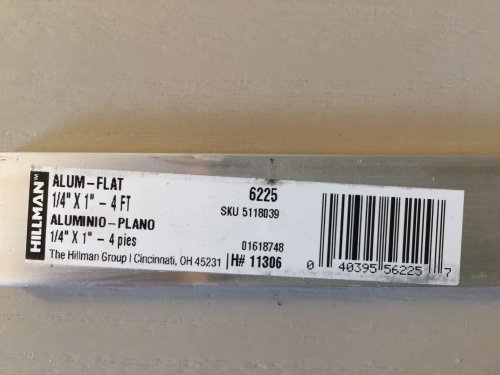 HILLMAN™
ALUM-FLAT
1/4" X 1" - 4 FT
ALUMINIO-PLANO
1/4" X 1" - 4 pies
The Hillman Group | Cincinnati, OH 45231
6225
SKU 5118039
01618748
H# 11306
0 40395 56225 7